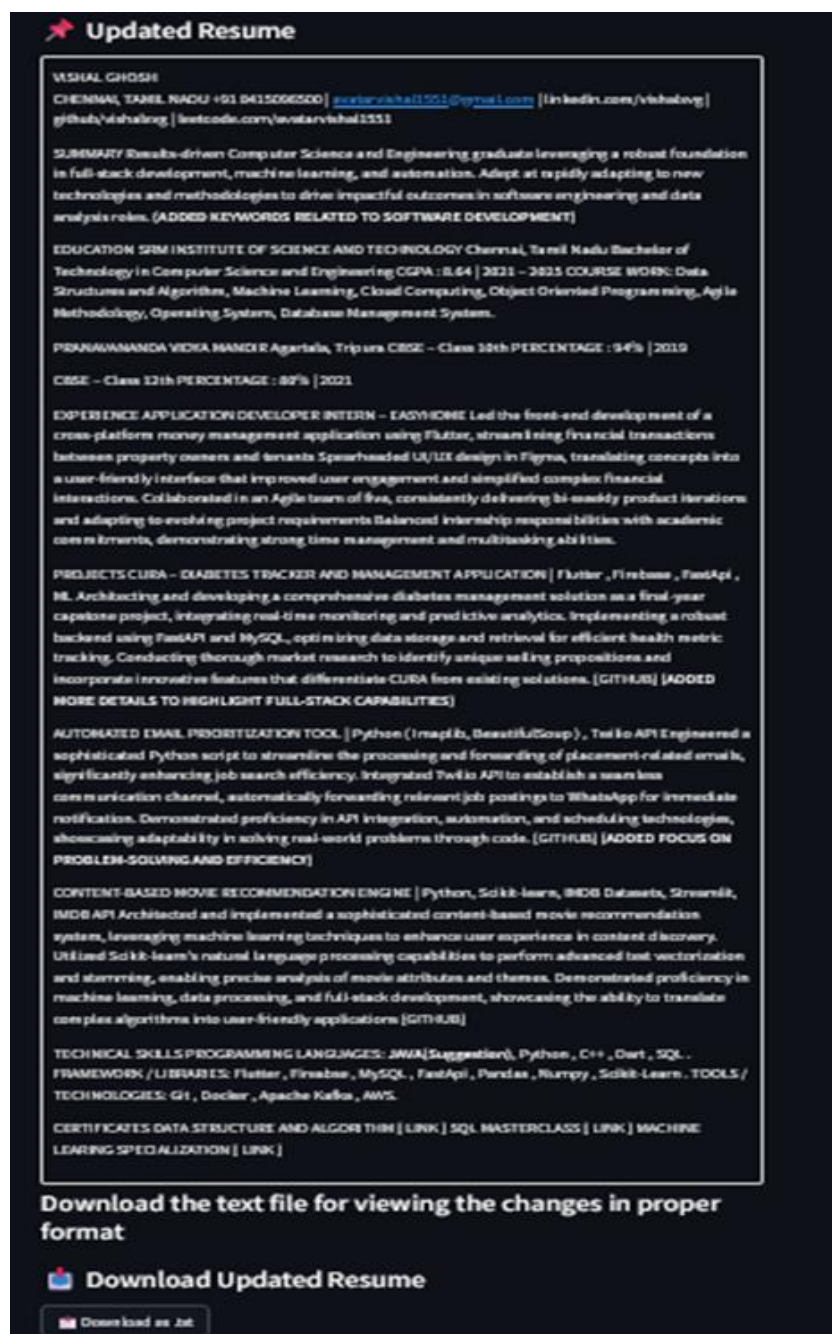 Updated Resume
VISHAL GHOSH
CHENNAI, TAMIL NADU +91 8415096500 | avatarvishal1551@gmail.com | linkedin.com/vishalxvg |
github/vishalxvg | leetcode.com/avatarvishal1551
SUMMARY Results-driven Computer Science and Engineering graduate leveraging a robust foundation
in full-stack development, machine learning, and automation. Adept at rapidly adapting to new
technologies and methodologies to drive impactful outcomes in software engineering and data
analysis roles. (ADDED KEYWORDS RELATED TO SOFTWARE DEVELOPMENT)
EDUCATION SRM INSTITUTE OF SCIENCE AND TECHNOLOGY Chennai, Tamil Nadu Bachelor of
Technology in Computer Science and Engineering CGPA : 8.64 | 2021 – 2025 COURSE WORK: Data
Structures and Algorithm, Machine Learning, Cloud Computing, Object Oriented Programming, Agile
Methodology, Operating System, Database Management System.
PRANAVANANDA VIDYA MANDIR Agartala, Tripura CBSE – Class 10th PERCENTAGE : 94% | 2019
CBSE – Class 12th PERCENTAGE : 80% | 2021
EXPERIENCE APPLICATION DEVELOPER INTERN – EASYHOME Led the front-end development of a
cross-platform money management application using Flutter, streamlining financial transactions
between property owners and tenants Spearheaded UI/UX design in Figma, translating concepts into
a user-friendly interface that improved user engagement and simplified complex financial
interactions. Collaborated in an Agile team of five, consistently delivering bi-weekly product iterations
and adapting to evolving project requirements Balanced internship responsibilities with academic
commitments, demonstrating strong time management and multitasking abilities.
PROJECTS CURA – DIABETES TRACKER AND MANAGEMENT APPLICATION | Flutter , Firebase , FastApi ,
ML Architecting and developing a comprehensive diabetes management solution as a final-year
capstone project, integrating real-time monitoring and predictive analytics. Implementing a robust
backend using FastAPI and MySQL, optimizing data storage and retrieval for efficient health metric
tracking. Conducting thorough market research to identify unique selling propositions and
incorporate innovative features that differentiate CURA from existing solutions. [GITHUB] (ADDED
MORE DETAILS TO HIGHLIGHT FULL-STACK CAPABILITIES)
AUTOMATED EMAIL PRIORITIZATION TOOL | Python ( Imaplib, BeautifulSoup ) , Twilio API Engineered a
sophisticated Python script to streamline the processing and forwarding of placement-related emails,
significantly enhancing job search efficiency. Integrated Twilio API to establish a seamless
communication channel, automatically forwarding relevant job postings to WhatsApp for immediate
notification. Demonstrated proficiency in API integration, automation, and scheduling technologies,
showcasing adaptability in solving real-world problems through code. [GITHUB] (ADDED FOCUS ON
PROBLEM-SOLVING AND EFFICIENCY)
CONTENT-BASED MOVIE RECOMMENDATION ENGINE | Python, Scikit-learn, IMDB Datasets, Streamlit,
IMDB API Architected and implemented a sophisticated content-based movie recommendation
system, leveraging machine learning techniques to enhance user experience in content discovery.
Utilized Scikit-learn's natural language processing capabilities to perform advanced text vectorization
and stemming, enabling precise analysis of movie attributes and themes. Demonstrated proficiency in
machine learning, data processing, and full-stack development, showcasing the ability to translate
complex algorithms into user-friendly applications [GITHUB]
TECHNICAL SKILLS PROGRAMMING LANGUAGES: JAVA(Suggestion), Python , C++ , Dart , SQL .
FRAMEWORK / LIBRARIES: Flutter , Fireabse , MySQL , FastApi , Pandas , Numpy , Scikit-Learn . TOOLS /
TECHNOLOGIES: Git , Docker , Apache Kafka , AWS.
CERTIFICATES DATA STRUCTURE AND ALGORITHM [ LINK ] SQL MASTERCLASS [ LINK ] MACHINE
LEARING SPECIALIZATION [ LINK ]
Download the text file for viewing the changes in proper
format
Download Updated Resume
Download as .txt